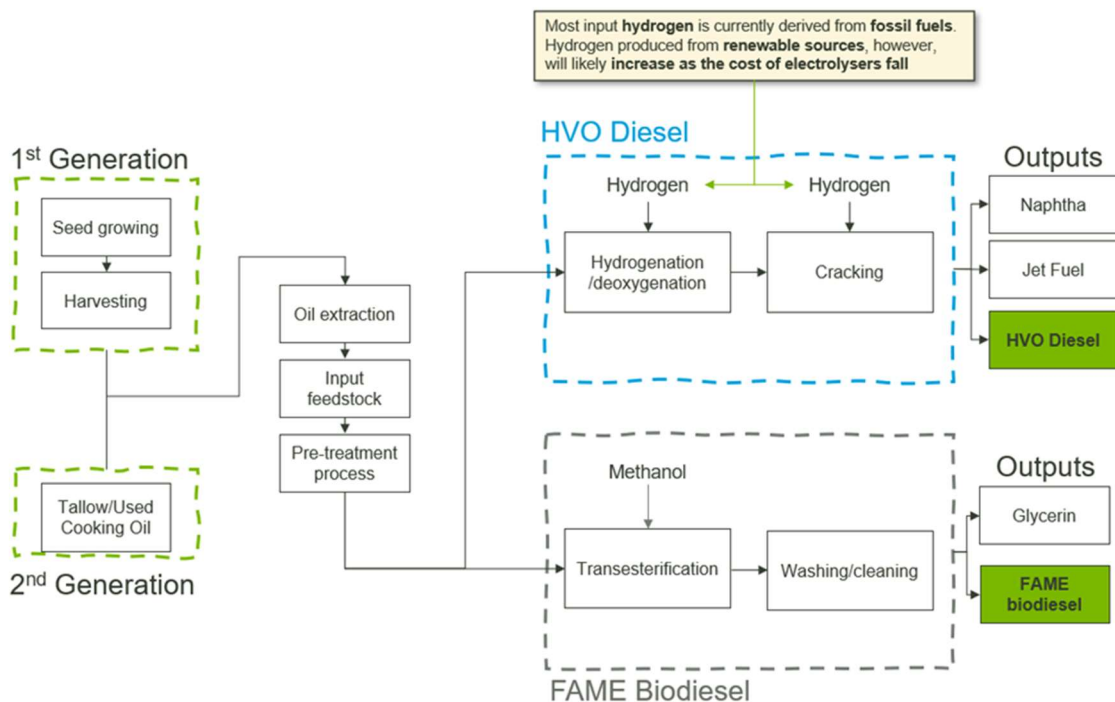 Most input hydrogen is currently derived from fossil fuels.
Hydrogen produced from renewable sources, however,
will likely increase as the cost of electrolysers fall
1st Generation
Seed growing
Harvesting
Tallow/Used
Cooking Oil
2nd Generation
Oil extraction
Input
feedstock
Pre-treatment
process
HVO Diesel
Hydrogen
Hydrogen
Hydrogenation
/deoxygenation
Cracking
Outputs
Naphtha
Jet Fuel
HVO Diesel
Methanol
Transesterification
Washing/cleaning
FAME Biodiesel
Outputs
Glycerin
FAME
biodiesel